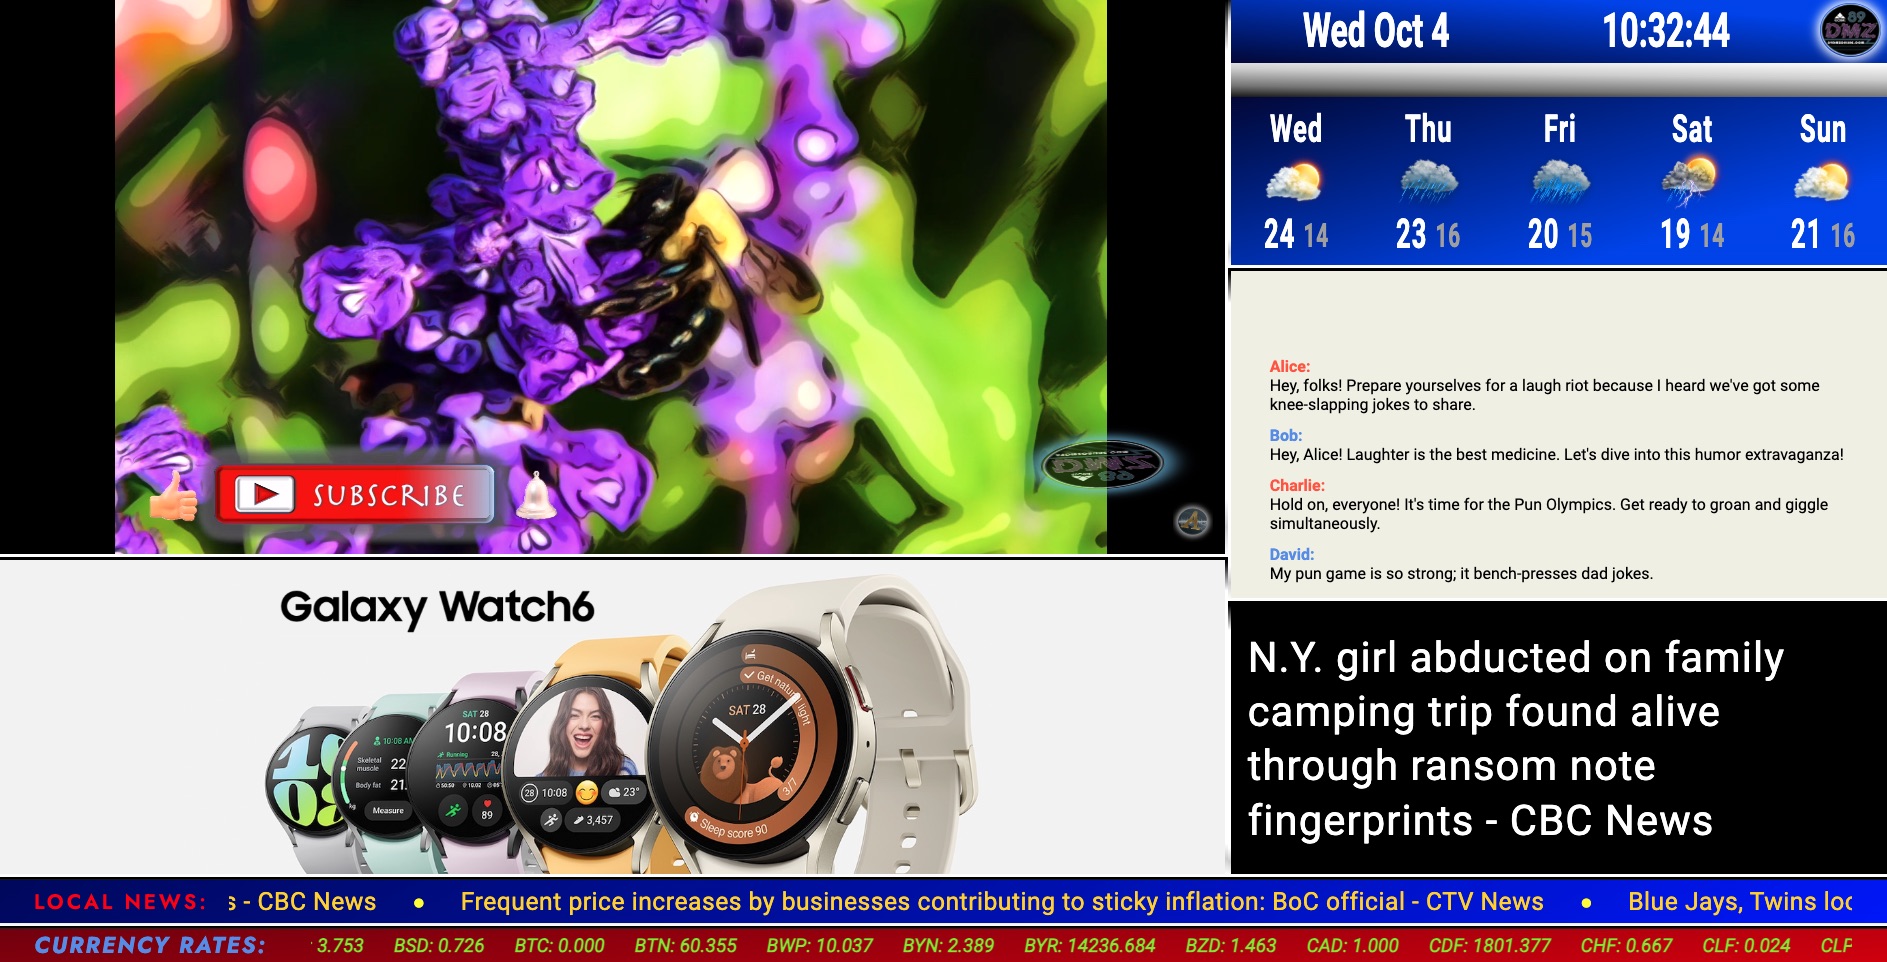 Wed Oct 4
10:32:44
89
DMZ
Wed Thu Fri Sat Sun
24 14 23 16 20 15 19 14 21 16
SUBSCRIBE
Alice:
Hey, folks! Prepare yourselves for a laugh riot because I heard we've got some
knee-slapping jokes to share.
Bob:
Hey, Alice! Laughter is the best medicine. Let's dive into this humor extravaganza!
Charlie:
Hold on, everyone! It's time for the Pun Olympics. Get ready to groan and giggle
simultaneously.
David:
My pun game is so strong; it bench-presses dad jokes.
Galaxy Watch6
10
08
10:08 AM
Skeletal
muscle
22
Body fat
21.
kg
Measure
SAT 28
10:08
Running
28,
89
28 10:08 23°
3,457
Get natural light
SAT 28
3/7
Sleep score 90
N.Y. girl abducted on family
camping trip found alive
through ransom note
fingerprints - CBC News
LOCAL NEWS: s - CBC News • Frequent price increases by businesses contributing to sticky inflation: BoC official - CTV News • Blue Jays, Twins loc
CURRENCY RATES: 3.753 BSD: 0.726 BTC: 0.000 BTN: 60.355 BWP: 10.037 BYN: 2.389 BYR: 14236.684 BZD: 1.463 CAD: 1.000 CDF: 1801.377 CHF: 0.667 CLF: 0.024 CLP